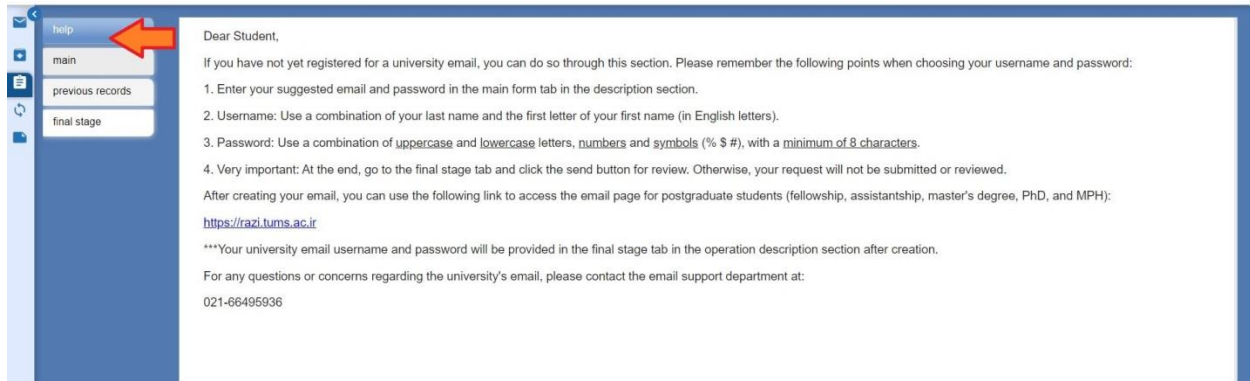 help
main
previous records
final stage
Dear Student,
If you have not yet registered for a university email, you can do so through this section. Please remember the following points when choosing your username and password:
1. Enter your suggested email and password in the main form tab in the description section.
2. Username: Use a combination of your last name and the first letter of your first name (in English letters).
3. Password: Use a combination of uppercase and lowercase letters, numbers and symbols (% $ #), with a minimum of 8 characters.
4. Very important: At the end, go to the final stage tab and click the send button for review. Otherwise, your request will not be submitted or reviewed.
After creating your email, you can use the following link to access the email page for postgraduate students (fellowship, assistantship, master's degree, PhD, and MPH):
https://razi.tums.ac.ir
***Your university email username and password will be provided in the final stage tab in the operation description section after creation.
For any questions or concerns regarding the university's email, please contact the email support department at:
021-66495936